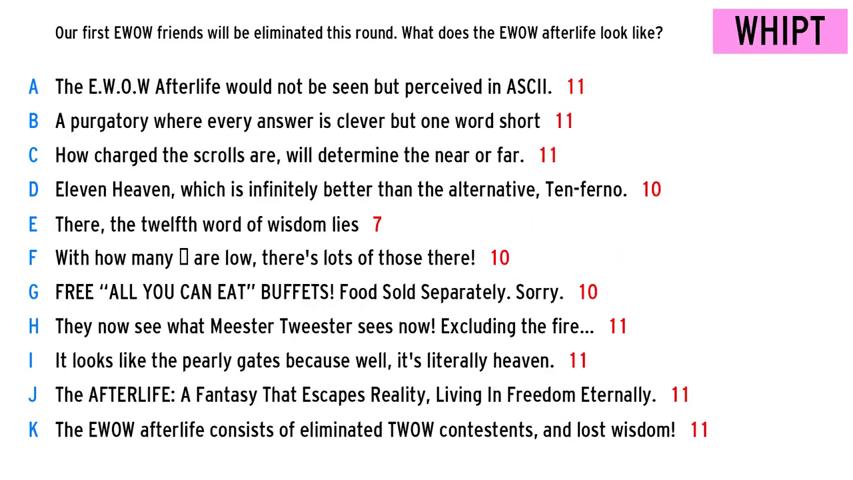 Our first EWOW friends will be eliminated this round. What does the EWOW afterlife look like?
WHIPT
A The E.W.O.W Afterlife would not be seen but perceived in ASCII. 11
B A purgatory where every answer is clever but one word short 11
C How charged the scrolls are, will determine the near or far. 11
D Eleven Heaven, which is infinitely better than the alternative, Ten-ferno. 10
E There, the twelfth word of wisdom lies 7
F With how many ▯ are low, there's lots of those there! 10
G FREE “ALL YOU CAN EAT” BUFFETS! Food Sold Separately. Sorry. 10
H They now see what Meester Tweester sees now! Excluding the fire... 11
I It looks like the pearly gates because well, it's literally heaven. 11
J The AFTERLIFE: A Fantasy That Escapes Reality, Living In Freedom Eternally. 11
K The EWOW afterlife consists of eliminated TWOW contestents, and lost wisdom! 11